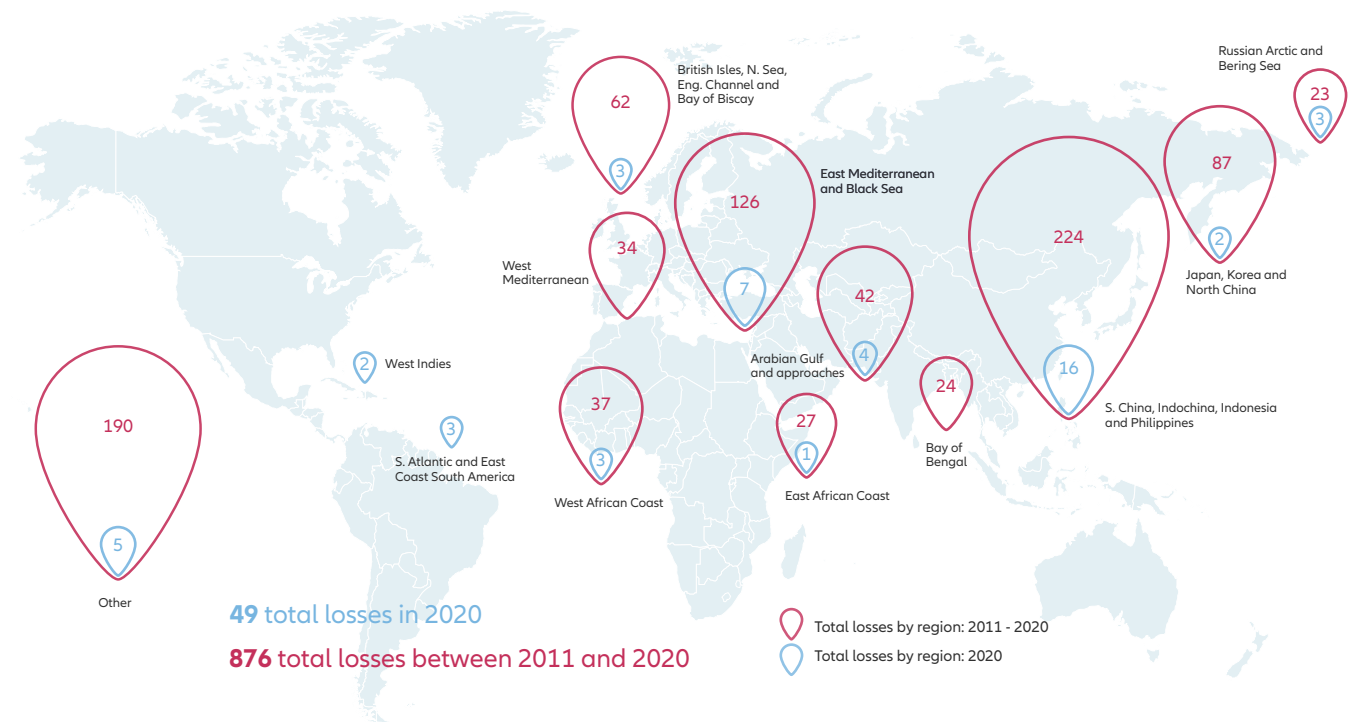 Russian Arctic and
Bering Sea
23
3
British Isles, N. Sea,
Eng. Channel and
Bay of Biscay
62
3
87
2
Japan, Korea and
North China
East Mediterranean
and Black Sea
126
7
224
16
S. China, Indochina, Indonesia
and Philippines
34
West
Mediterranean
42
4
Arabian Gulf
and approaches
24
Bay of
Bengal
2
West Indies
37
3
West African Coast
27
1
East African Coast
3
S. Atlantic and East
Coast South America
190
5
Other
49 total losses in 2020
876 total losses between 2011 and 2020
Total losses by region: 2011 - 2020
Total losses by region: 2020